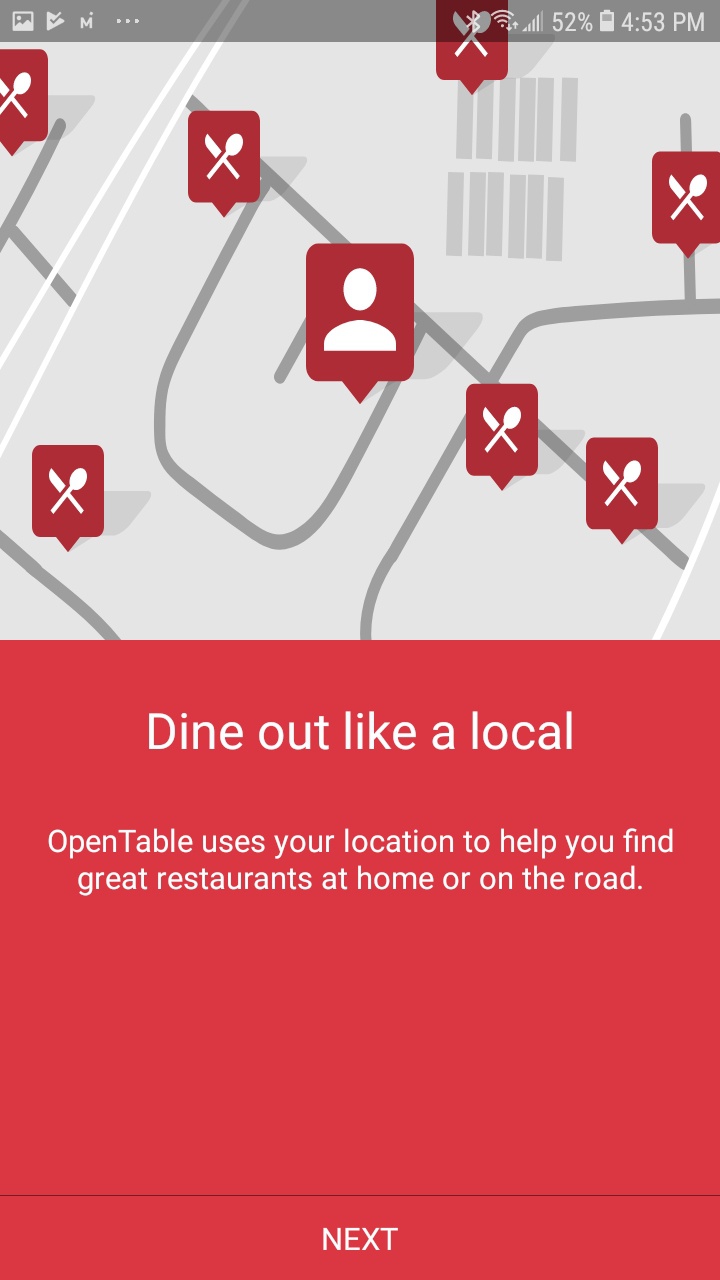 52% 4:53 PM
Dine out like a local
OpenTable uses your location to help you find
great restaurants at home or on the road.
NEXT